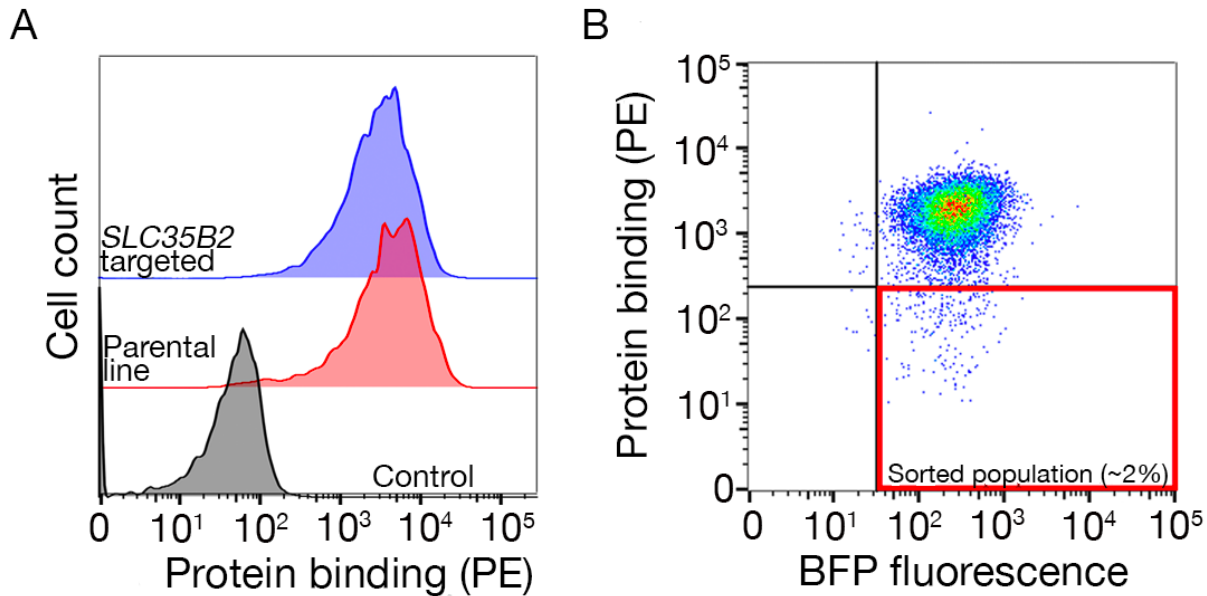 A
Cell count
SLC35B2
targeted
Parental
line
Control
0 10¹ 10² 10³ 10⁴ 10⁵
Protein binding (PE)
B
Protein binding (PE)
10⁵
10⁴
10³
10²
10¹
0
Sorted population (~2%)
0 10¹ 10² 10³ 10⁴ 10⁵
BFP fluorescence